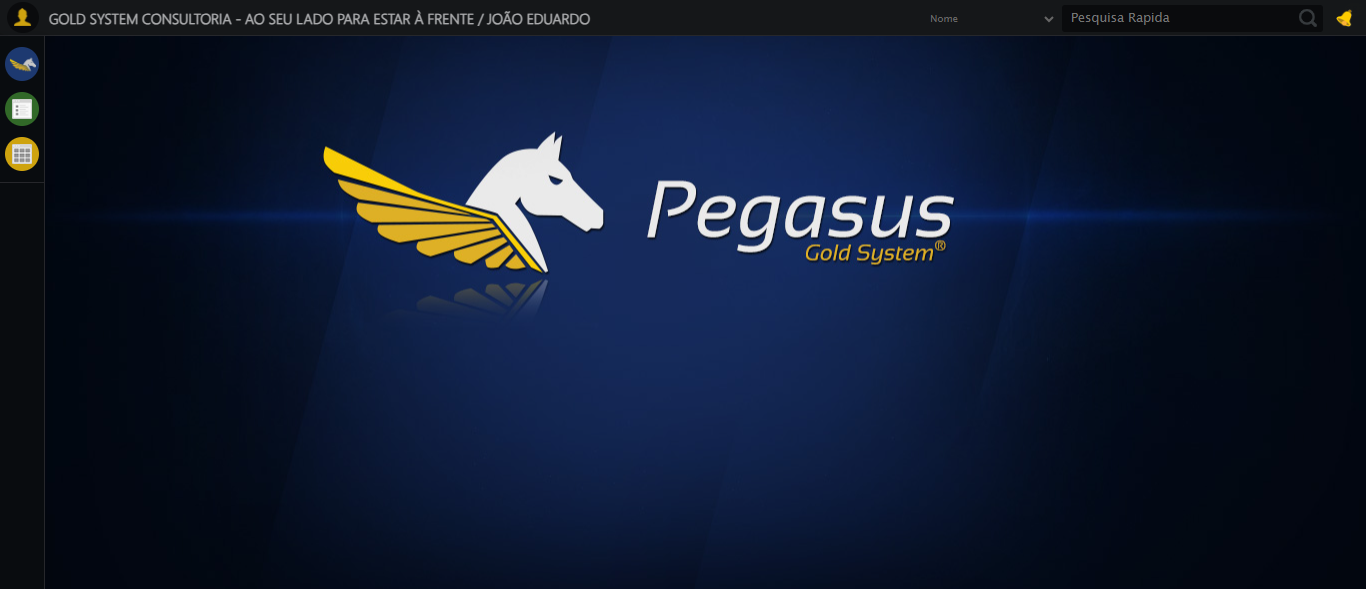 GOLD SYSTEM CONSULTORIA - AO SEU LADO PARA ESTAR À FRENTE / JOÃO EDUARDO
Nome
Pesquisa Rapida
Pegasus
Gold System®